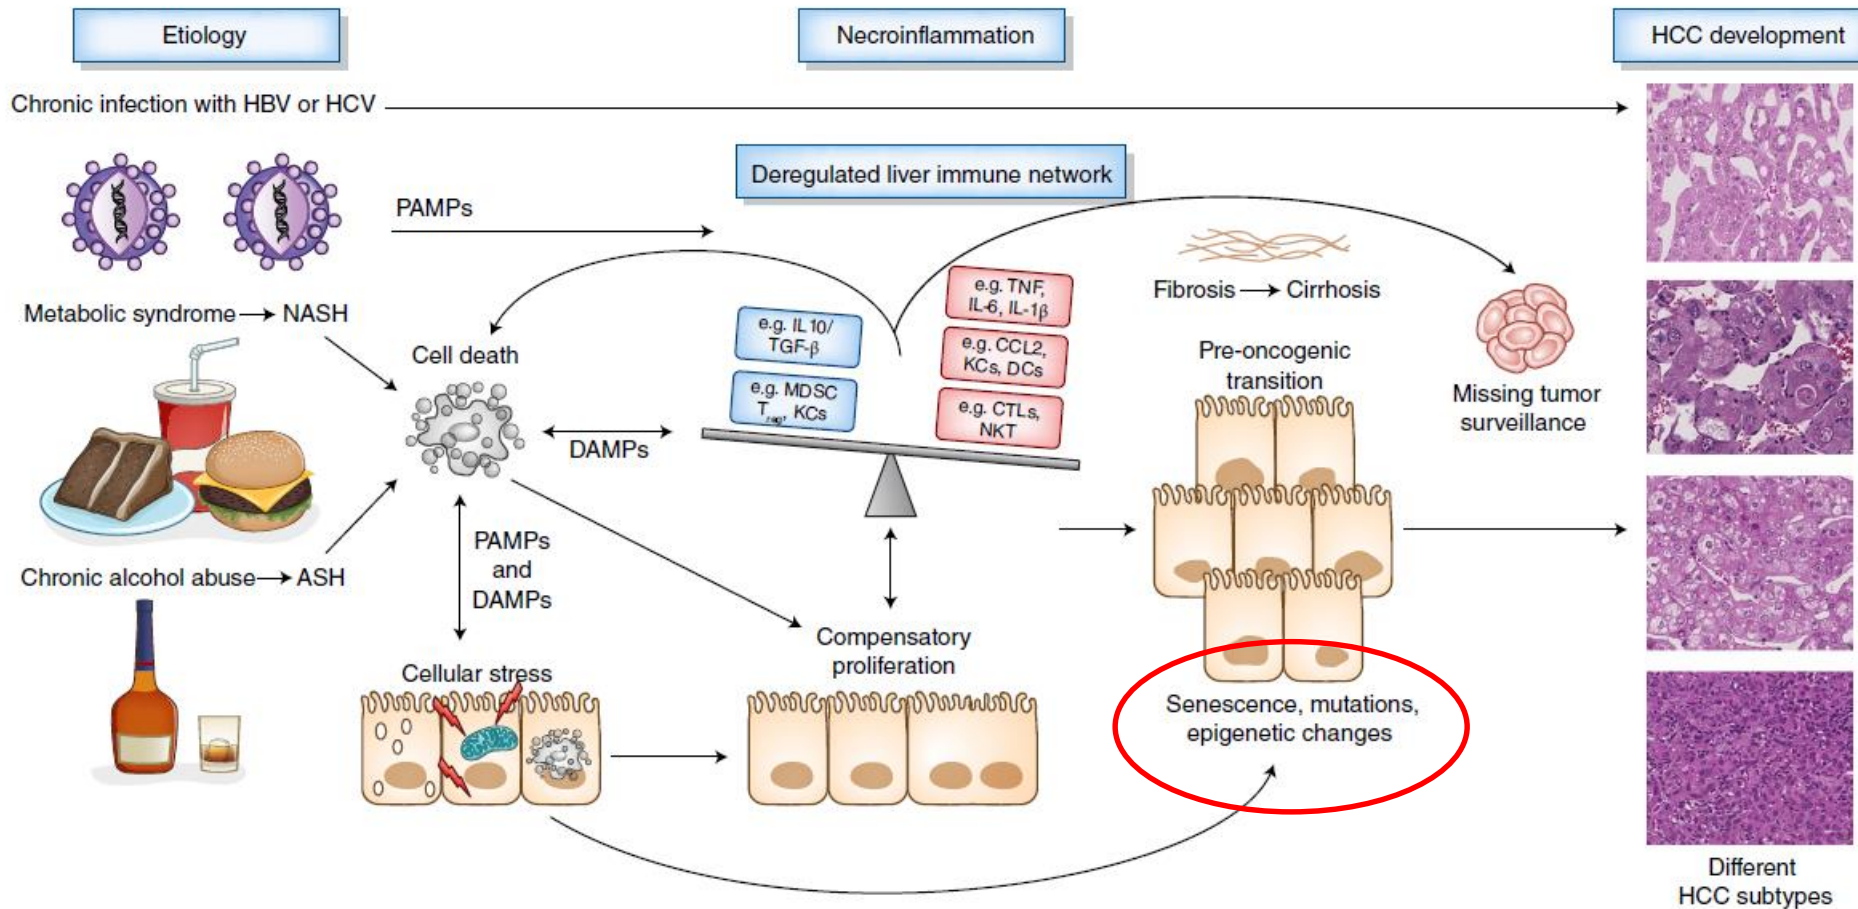 Etiology
Necroinflammation
HCC development
Chronic infection with HBV or HCV
Deregulated liver immune network
PAMPs
Metabolic syndrome → NASH
Cell death
DAMPs
e.g. IL10/
TGF-β
e.g. MDSC
Treg, KCs
e.g. TNF,
IL-6, IL-1β
e.g. CCL2,
KCs, DCs
e.g. CTLs,
NKT
Fibrosis → Cirrhosis
Pre-oncogenic
transition
Missing tumor
surveillance
Chronic alcohol abuse → ASH
PAMPs
and
DAMPs
Cellular stress
Compensatory
proliferation
Senescence, mutations,
epigenetic changes
Different
HCC subtypes